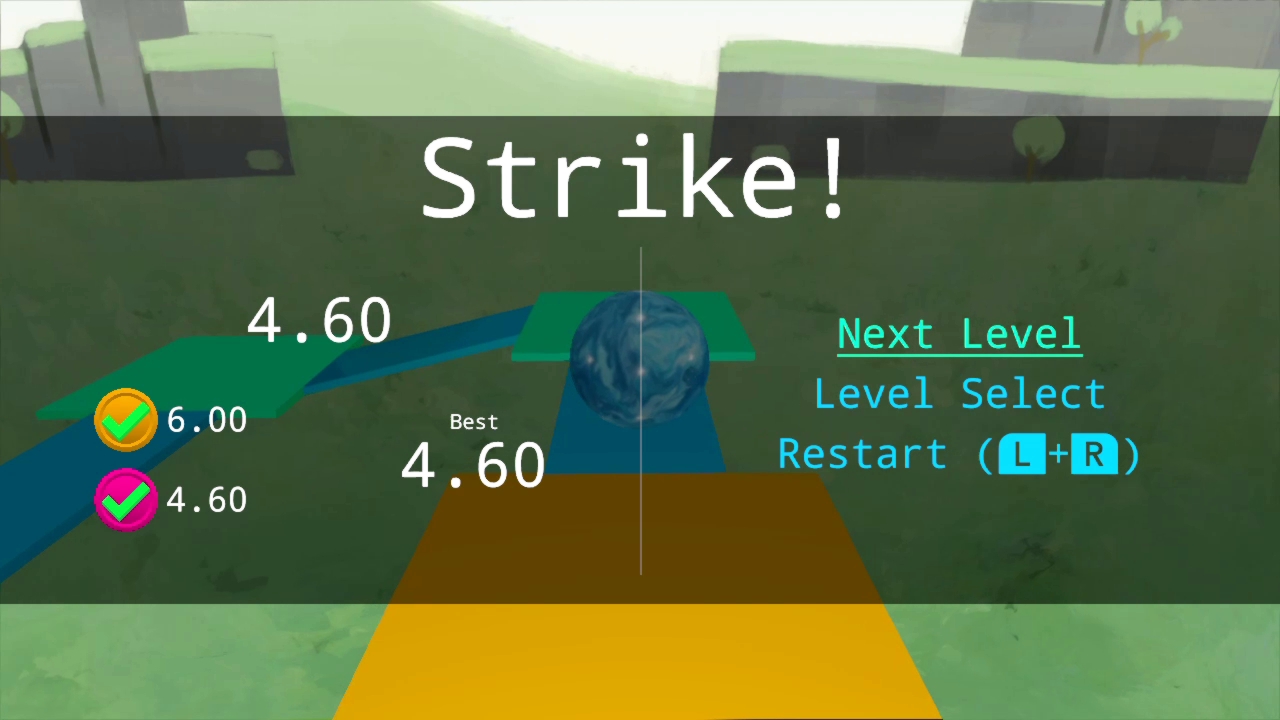 Strike!
4.60
6.00
4.60
Best
4.60
Next Level
Level Select
Restart (L+R)